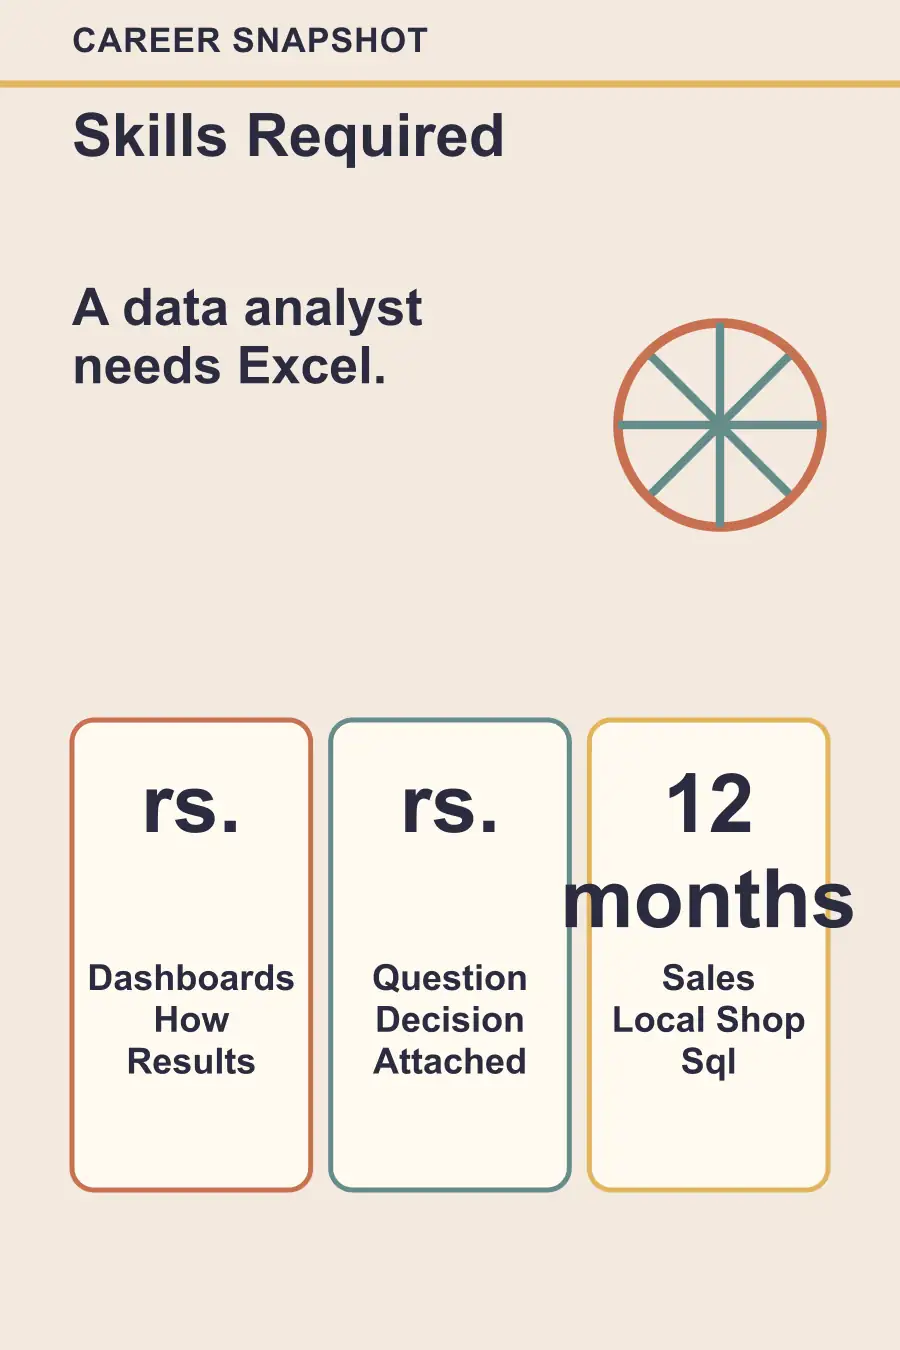 CAREER SNAPSHOT
Skills Required
A data analyst
needs Excel.
rs.
Dashboards
How
Results
rs.
Question
Decision
Attached
12
months
Sales
Local Shop
Sql